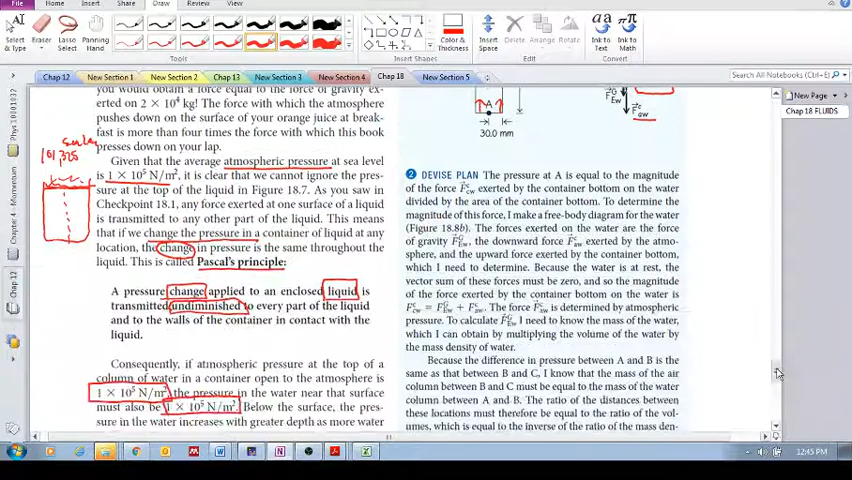 Home Insert Draw Review View
Select & Type
Eraser
Lasso Select
Panning Hand
Tools
Insert Shapes
Color & Thickness
Insert Space
Delete
Arrange
Rotate
Edit
Ink to Text
Ink to Math
Convert
Chap 12
New Section 1
New Section 2
Chap 13
New Section 3
New Section 4
Chap 18
New Section 5
Search All Notebooks (Ctrl+E)
New Page
Chap 18 FLUIDS
Phys 10101932
Chapter 4 - Momentum
Chap 12
you would obtain a force equal to the force of gravity ex-
erted on 2 × 10⁴ kg! The force with which the atmosphere
pushes down on the surface of your orange juice at break-
fast is more than four times the force with which this book
presses down on your lap.
Given that the average atmospheric pressure at sea level
is 1 × 10⁵ N/m², it is clear that we cannot ignore the pres-
sure at the top of the liquid in Figure 18.7. As you saw in
Checkpoint 18.1, any force exerted at one surface of a liquid
is transmitted to any other part of the liquid. This means
that if we change the pressure in a container of liquid at any
location, the change in pressure is the same throughout the
liquid. This is called Pascal's principle:
A pressure change applied to an enclosed liquid is
transmitted undiminished to every part of the liquid
and to the walls of the container in contact with the
liquid.
Consequently, if atmospheric pressure at the top of a
column of water in a container open to the atmosphere is
1 × 10⁵ N/m², the pressure in the water near that surface
must also be 1 × 10⁵ N/m². Below the surface, the pres-
sure in the water increases with greater depth as more water
101,325
A
30.0 mm
2 DEVISE PLAN The pressure at A is equal to the magnitude
of the force F^c_cw exerted by the container bottom on the water
divided by the area of the container bottom. To determine the
magnitude of this force, I make a free-body diagram for the water
(Figure 18.8b). The forces exerted on the water are the force
of gravity F^G_Ew, the downward force F^c_aw exerted by the atmo-
sphere, and the upward force exerted by the container bottom,
which I need to determine. Because the water is at rest, the
vector sum of these forces must be zero, and so the magnitude
of the force exerted by the container bottom on the water is
F^c_cw = F^G_Ew + F^c_aw. The force F^c_aw is determined by atmospheric
pressure. To calculate F^G_Ew I need to know the mass of the water,
which I can obtain by multiplying the volume of the water by
the mass density of water.
Because the difference in pressure between A and B is the
same as that between B and C, I know that the mass of the air
column between B and C must be equal to the mass of the water
column between A and B. The ratio of the distances between
these locations must therefore be equal to the ratio of the vol-
umes, which is equal to the inverse of the ratio of the mass den-
12:45 PM